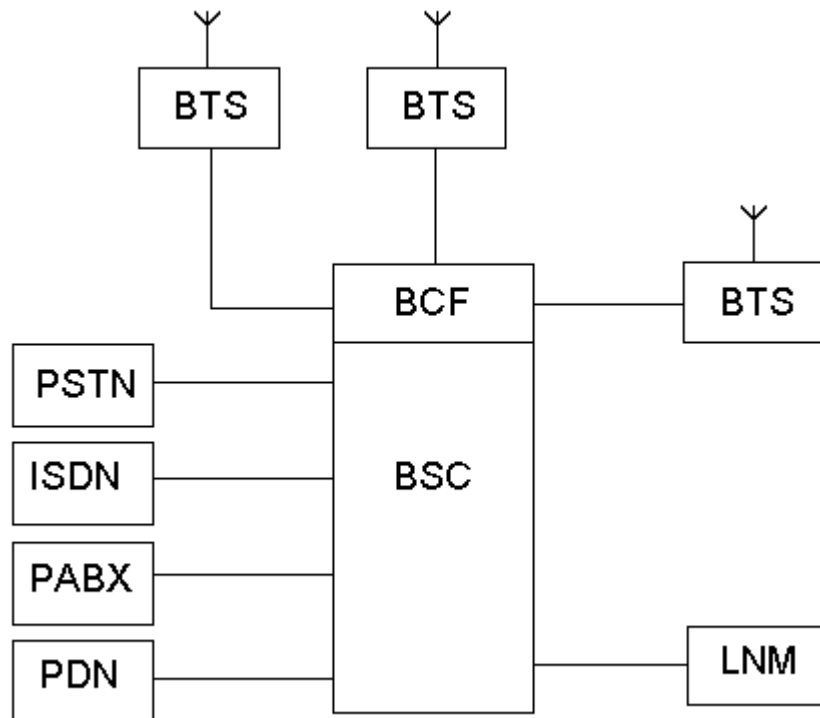 BTS
BTS
BCF
BTS
PSTN
ISDN
BSC
PABX
PDN
LNM